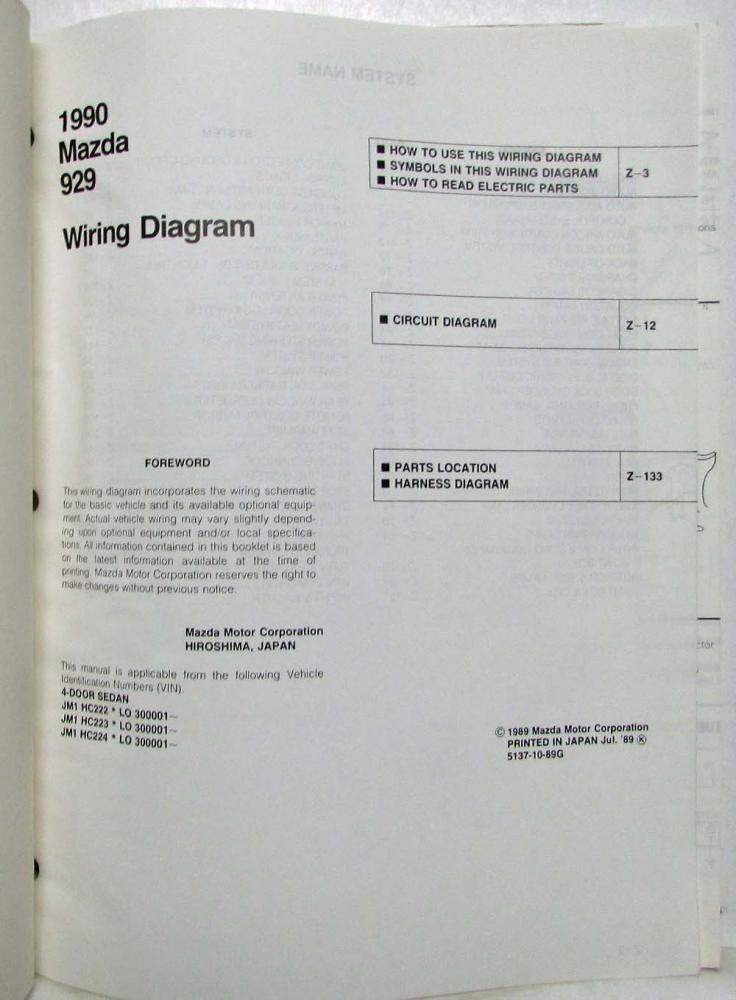 1990
Mazda
929
Wiring Diagram
■ HOW TO USE THIS WIRING DIAGRAM
■ SYMBOLS IN THIS WIRING DIAGRAM
■ HOW TO READ ELECTRIC PARTS
Z-3
■ CIRCUIT DIAGRAM
Z-12
■ PARTS LOCATION
■ HARNESS DIAGRAM
Z-133
FOREWORD
This wiring diagram incorporates the wiring schematic
for the basic vehicle and its available optional equip-
ment. Actual vehicle wiring may vary slightly depend-
ing upon optional equipment and/or local specifica-
tions. All information contained in this booklet is based
on the latest information available at the time of
printing. Mazda Motor Corporation reserves the right to
make changes without previous notice.
Mazda Motor Corporation
HIROSHIMA, JAPAN
This manual is applicable from the following Vehicle
Identification Numbers (VIN).
4-DOOR SEDAN
JM1 HC222 * LO 300001~
JM1 HC223 * LO 300001~
JM1 HC224 * LO 300001~
© 1989 Mazda Motor Corporation
PRINTED IN JAPAN Jul. '89 Ⓚ
5137-10-89G
SYSTEM NAME
SYSTEM
ons
ctor
Z-2